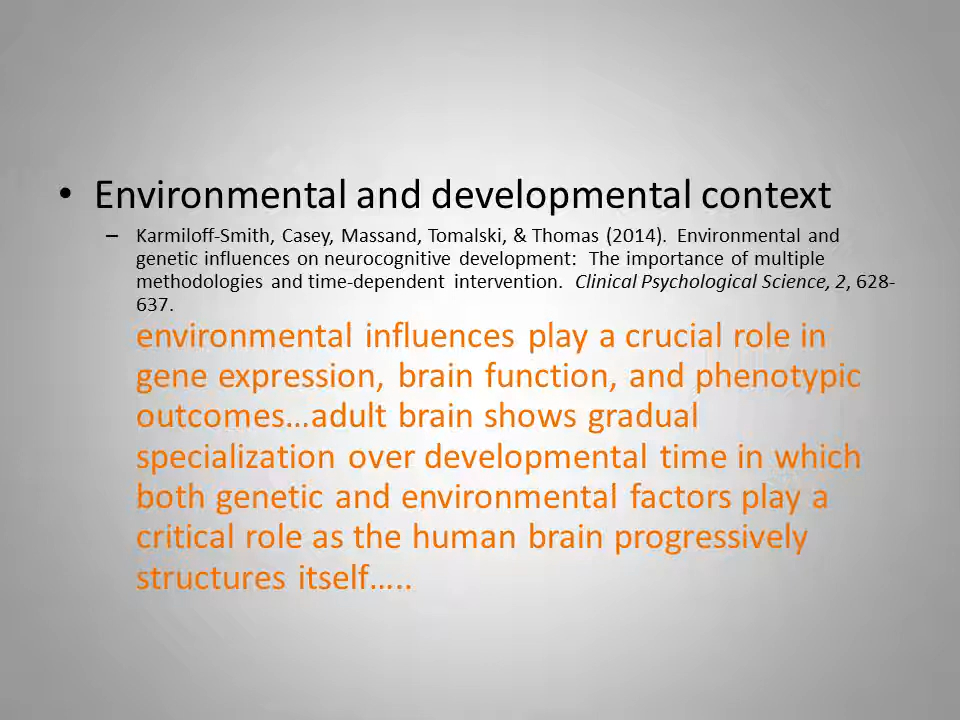 • Environmental and developmental context
– Karmiloff-Smith, Casey, Massand, Tomalski, & Thomas (2014). Environmental and
genetic influences on neurocognitive development: The importance of multiple
methodologies and time-dependent intervention. Clinical Psychological Science, 2, 628-
637.
environmental influences play a crucial role in
gene expression, brain function, and phenotypic
outcomes…adult brain shows gradual
specialization over developmental time in which
both genetic and environmental factors play a
critical role as the human brain progressively
structures itself…..